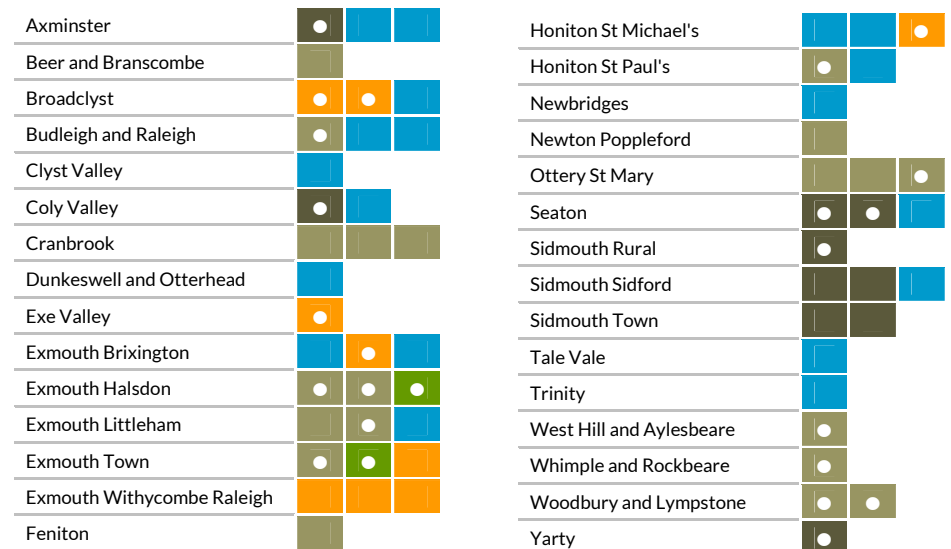 Axminster
Beer and Branscombe
Broadclyst
Budleigh and Raleigh
Clyst Valley
Coly Valley
Cranbrook
Dunkeswell and Otterhead
Exe Valley
Exmouth Brixington
Exmouth Halsdon
Exmouth Littleham
Exmouth Town
Exmouth Withycombe Raleigh
Feniton
Honiton St Michael's
Honiton St Paul's
Newbridges
Newton Poppleford
Ottery St Mary
Seaton
Sidmouth Rural
Sidmouth Sidford
Sidmouth Town
Tale Vale
Trinity
West Hill and Aylesbeare
Whimple and Rockbeare
Woodbury and Lympstone
Yarty